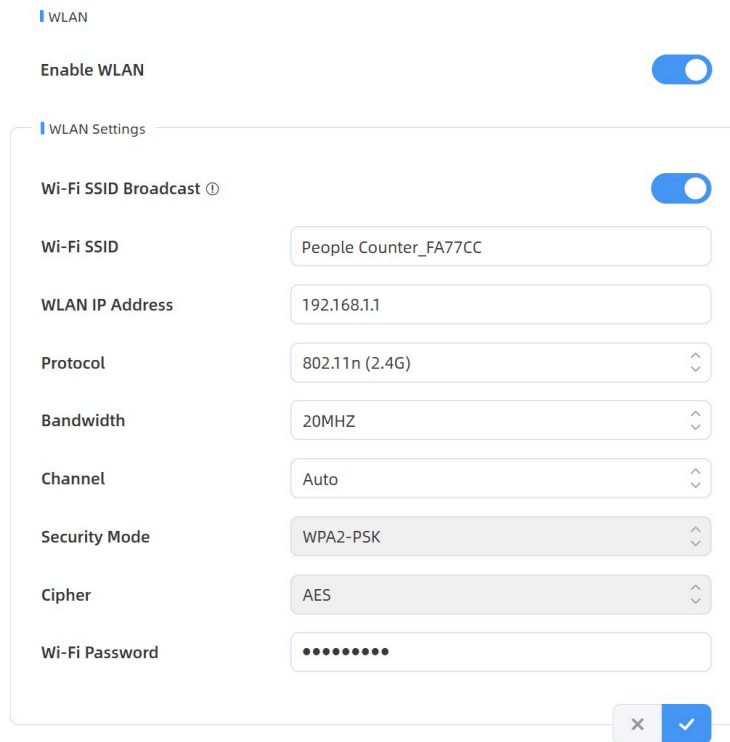 WLAN
Enable WLAN
WLAN Settings
Wi-Fi SSID Broadcast
Wi-Fi SSID People Counter_FA77CC
WLAN IP Address 192.168.1.1
Protocol 802.11n (2.4G)
Bandwidth 20MHZ
Channel Auto
Security Mode WPA2-PSK
Cipher AES
Wi-Fi Password •••••••••